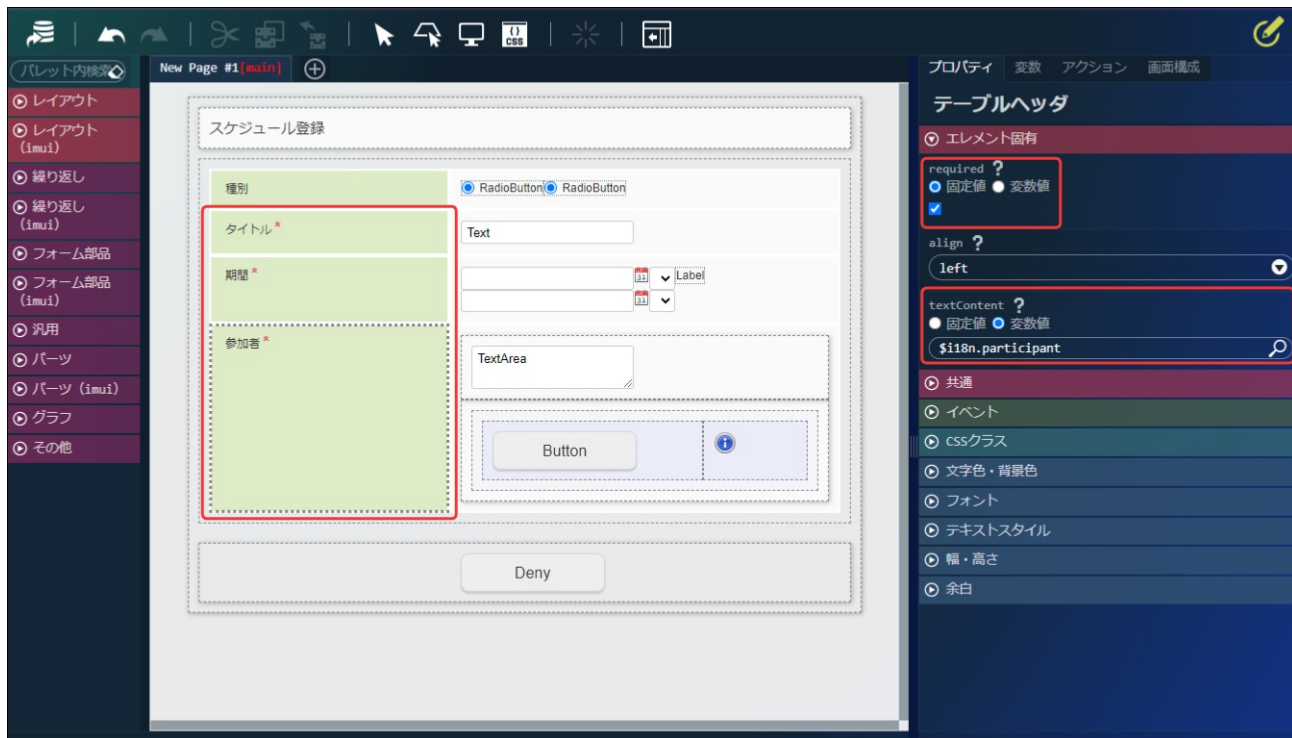 {}
CSS
パレット内検索
New Page #1[main]
プロパティ 変数 アクション 画面構成
レイアウト
レイアウト
(imui)
繰り返し
繰り返し
(imui)
フォーム部品
フォーム部品
(imui)
汎用
パーツ
パーツ (imui)
グラフ
その他
スケジュール登録
種別
RadioButton RadioButton
タイトル *
Text
期間 *
31
Label
31
参加者 *
TextArea
Button
Deny
テーブルヘッダ
エレメント固有
required ?
固定値 変数値
align ?
left
textContent ?
固定値 変数値
$i18n.participant
共通
イベント
CSSクラス
文字色・背景色
フォント
テキストスタイル
幅・高さ
余白